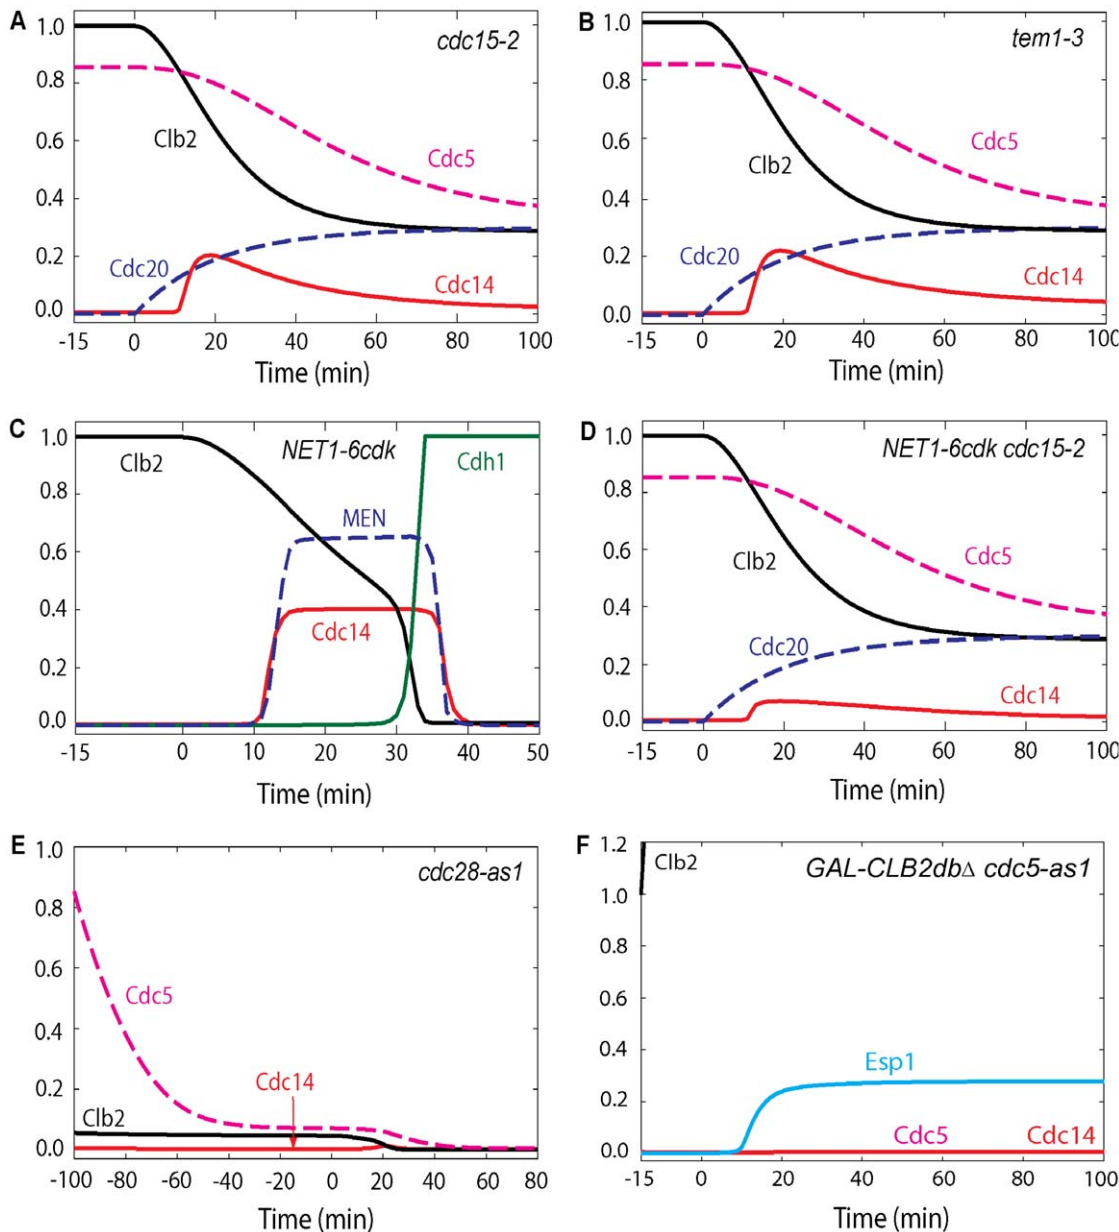 A
cdc15-2
1.0
0.8
0.6
0.4
0.2
0.0
Clb2
Cdc5
Cdc20
Cdc14
-15 0 20 40 60 80 100
Time (min)
B
tem1-3
1.0
0.8
0.6
0.4
0.2
0.0
Clb2
Cdc5
Cdc20
Cdc14
-15 0 20 40 60 80 100
Time (min)
C
NET1-6cdk
1.0
0.8
0.6
0.4
0.2
0.0
Clb2
Cdh1
MEN
Cdc14
-15 0 10 20 30 40 50
Time (min)
D
NET1-6cdk cdc15-2
1.0
0.8
0.6
0.4
0.2
0.0
Clb2
Cdc5
Cdc20
Cdc14
-15 0 20 40 60 80 100
Time (min)
E
cdc28-as1
1.0
0.8
0.6
0.4
0.2
0.0
Cdc5
Cdc14
Clb2
-100 -80 -60 -40 -20 0 20 40 60 80
Time (min)
F
GAL-CLB2dbΔ cdc5-as1
1.2
1.0
0.8
0.6
0.4
0.2
0.0
Clb2
Esp1
Cdc5 Cdc14
-15 0 20 40 60 80 100
Time (min)